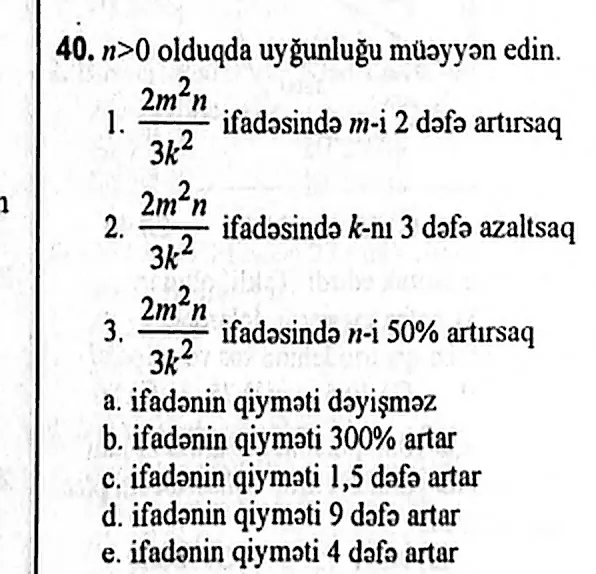 40. n>0 olduqda uyğunluğu müəyyən edin.
1. 2m²n/3k² ifadəsində m-i 2 dəfə artırsaq
2. 2m²n/3k² ifadəsində k-nı 3 dəfə azaltsaq
3. 2m²n/3k² ifadəsində n-i 50% artırsaq
a. ifadənin qiyməti dəyişməz
b. ifadənin qiyməti 300% artar
c. ifadənin qiyməti 1,5 dəfə artar
d. ifadənin qiyməti 9 dəfə artar
e. ifadənin qiyməti 4 dəfə artar